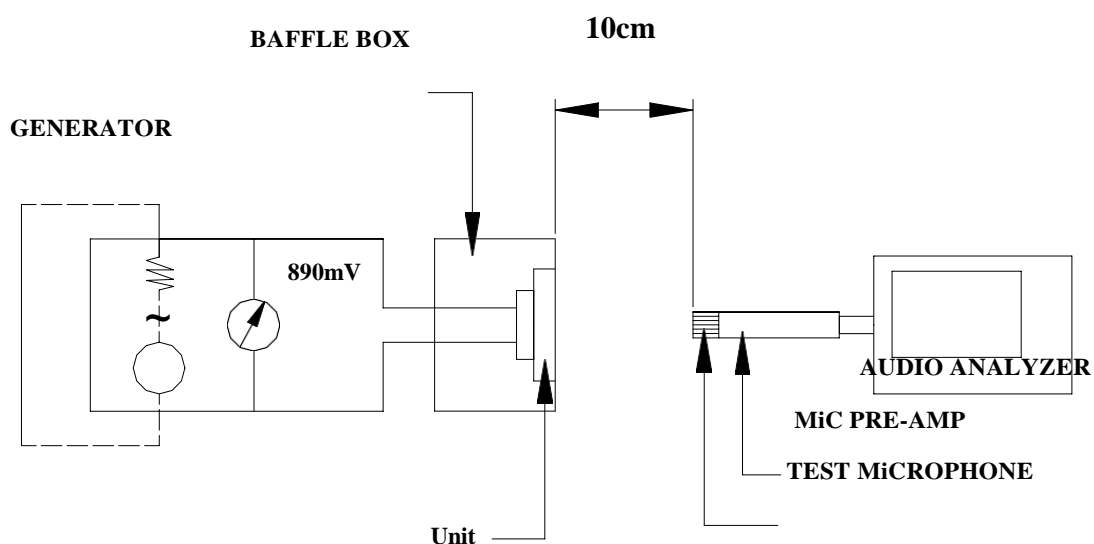 10cm
BAFFLE BOX
GENERATOR
890mV
~
AUDIO ANALYZER
MiC PRE-AMP
TEST MiCROPHONE
Unit